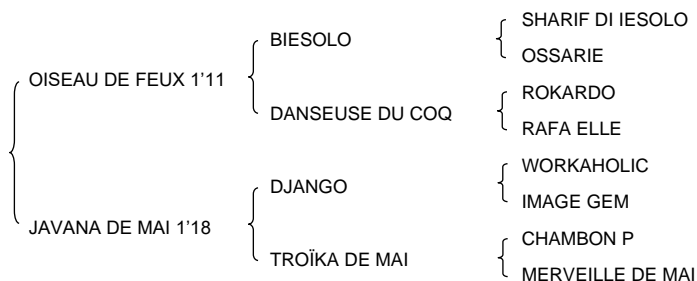 SHARIF DI IESOLO
BIESOLO
OSSARIE
OISEAU DE FEUX 1'11
ROKARDO
DANSEUSE DU COQ
RAFA ELLE
WORKAHOLIC
DJANGO
IMAGE GEM
JAVANA DE MAI 1'18
CHAMBON P
TROÏKA DE MAI
MERVEILLE DE MAI